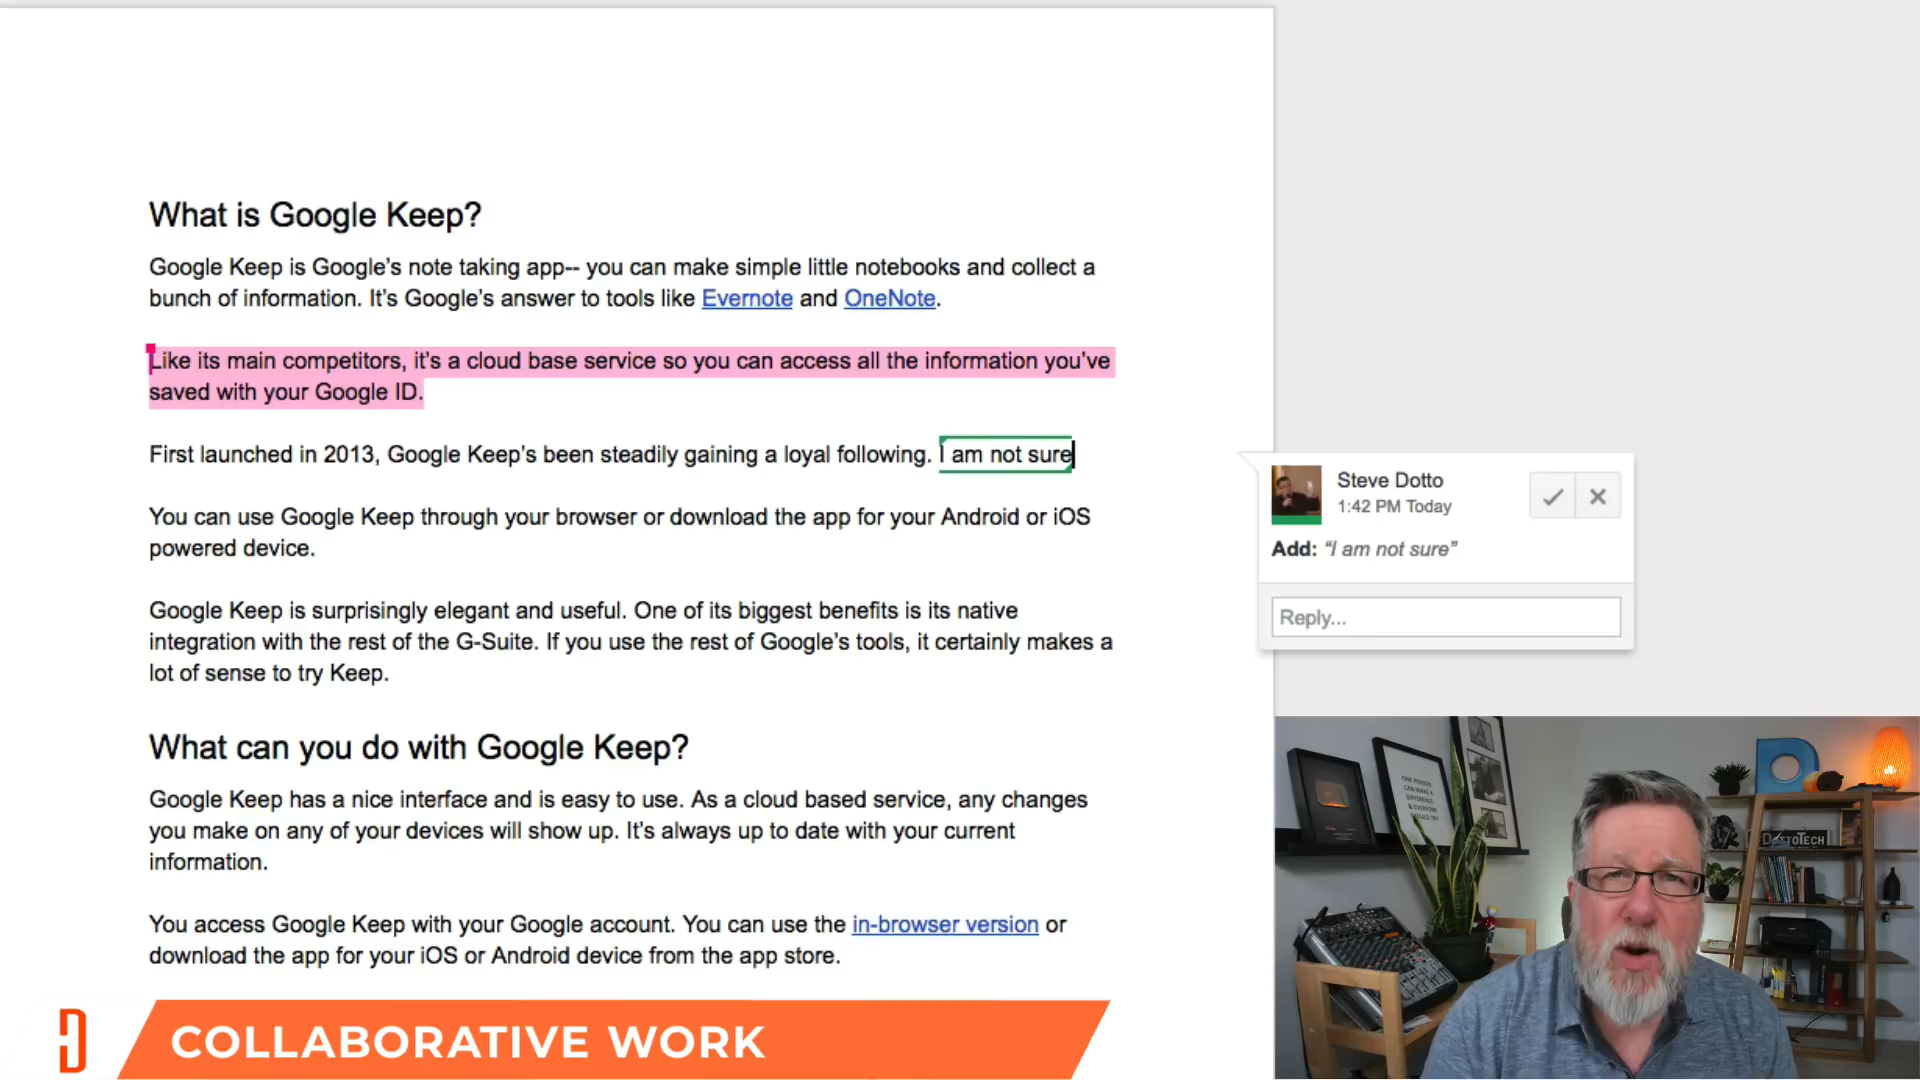 What is Google Keep?
Google Keep is Google's note taking app-- you can make simple little notebooks and collect a
bunch of information. It's Google's answer to tools like Evernote and OneNote.
Like its main competitors, it's a cloud base service so you can access all the information you've
saved with your Google ID.
First launched in 2013, Google Keep's been steadily gaining a loyal following. I am not sure
You can use Google Keep through your browser or download the app for your Android or iOS
powered device.
Google Keep is surprisingly elegant and useful. One of its biggest benefits is its native
integration with the rest of the G-Suite. If you use the rest of Google's tools, it certainly makes a
lot of sense to try Keep.
What can you do with Google Keep?
Google Keep has a nice interface and is easy to use. As a cloud based service, any changes
you make on any of your devices will show up. It's always up to date with your current
information.
You access Google Keep with your Google account. You can use the in-browser version or
download the app for your iOS or Android device from the app store.
Steve Dotto
1:42 PM Today
Add: “I am not sure”
Reply...
ONE PERSON
CAN MAKE A
DIFFERENCE
& EVERYONE
SHOULD TRY
DOTTOTECH
COLLABORATIVE WORK